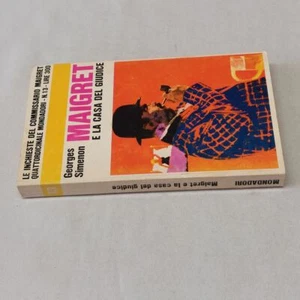 LE INCHIESTE DEL COMMISSARIO MAIGRET
QUATTORDICINALE MONDADORI - N. 13 - LIRE 300
Georges
Simenon
MAIGRET
E LA CASA DEL GIUDICE
Maigret e la casa del giudice
MONDADORI